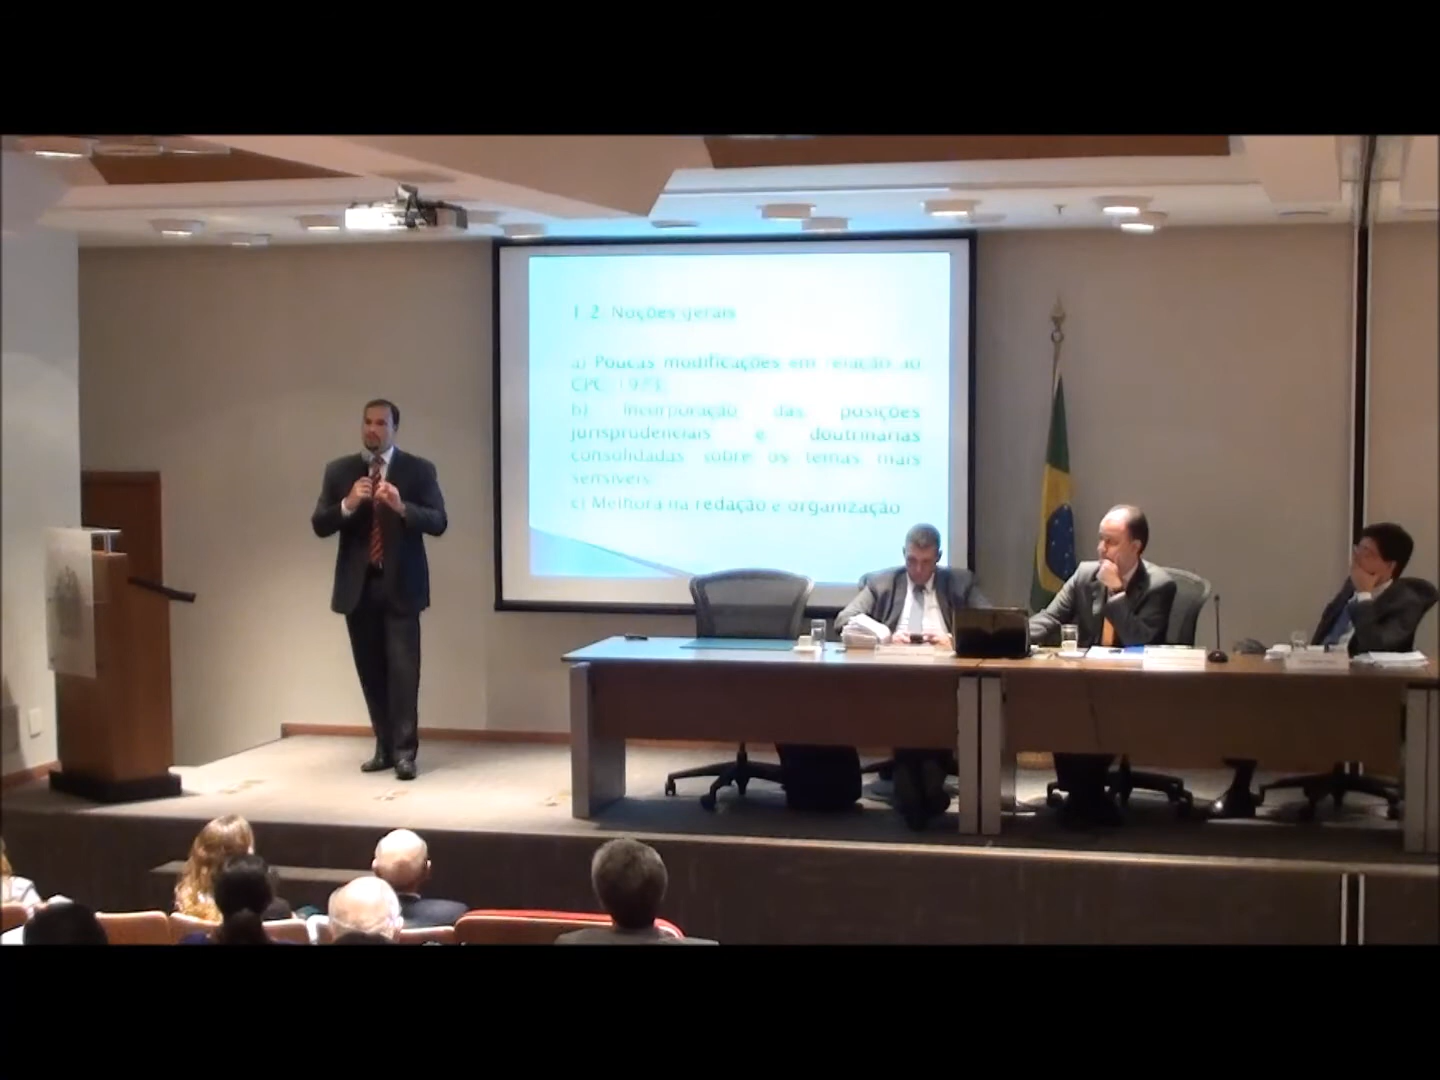 1.2. Noções gerais
a) Poucas modificações em relação ao
CPC 1973
b) Incorporação das posições
jurisprudenciais e doutrinárias
consolidadas sobre os temas mais
sensíveis
c) Melhora na redação e organização